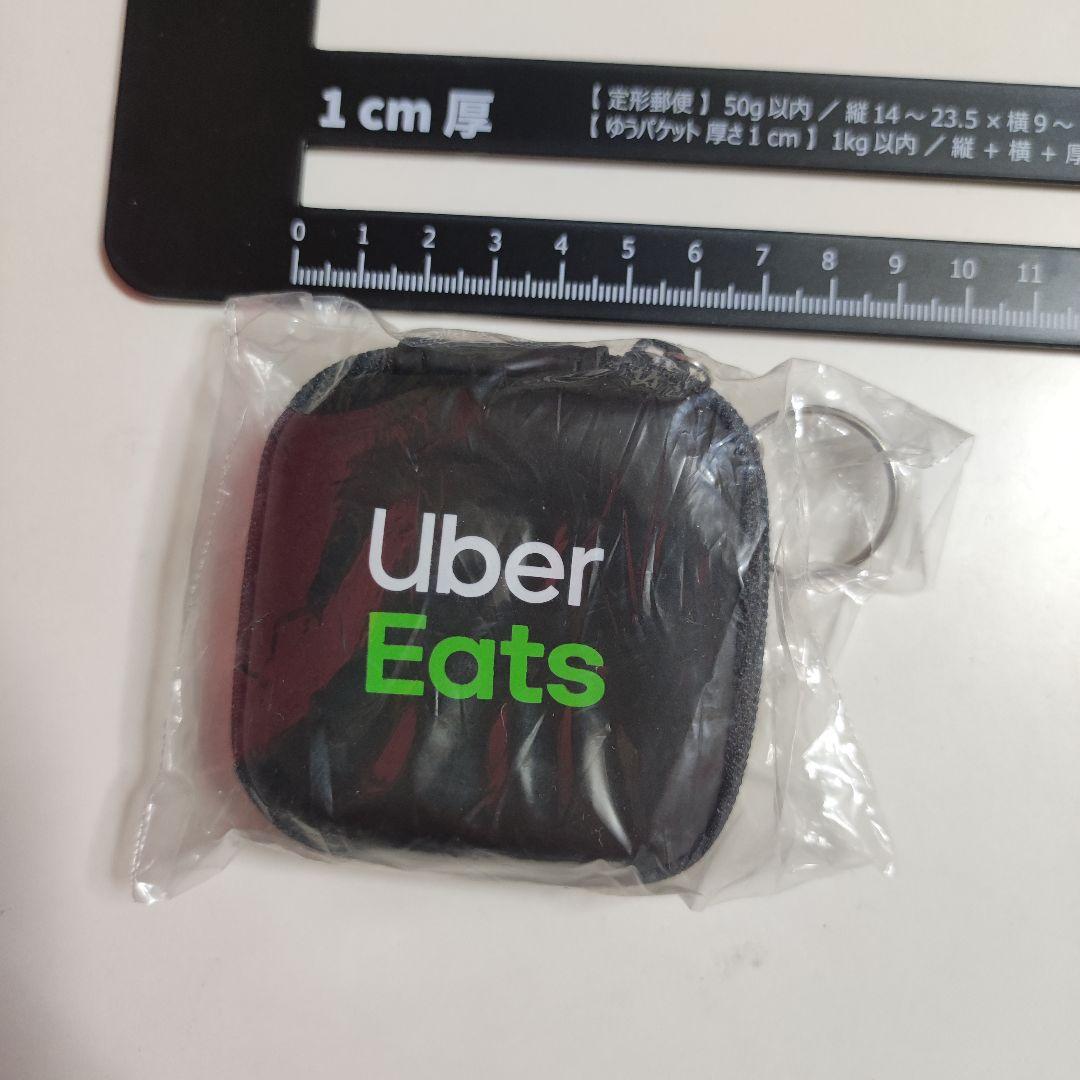 1 cm 厚
【 定形郵便 】 50g 以内 ／ 縦 14 ～ 23.5 × 横 9 ～
【 ゆうパケット 厚さ 1 cm 】 1kg 以内 ／ 縦 ＋ 横 ＋ 厚
0 1 2 3 4 5 6 7 8 9 10 11
Uber
Eats